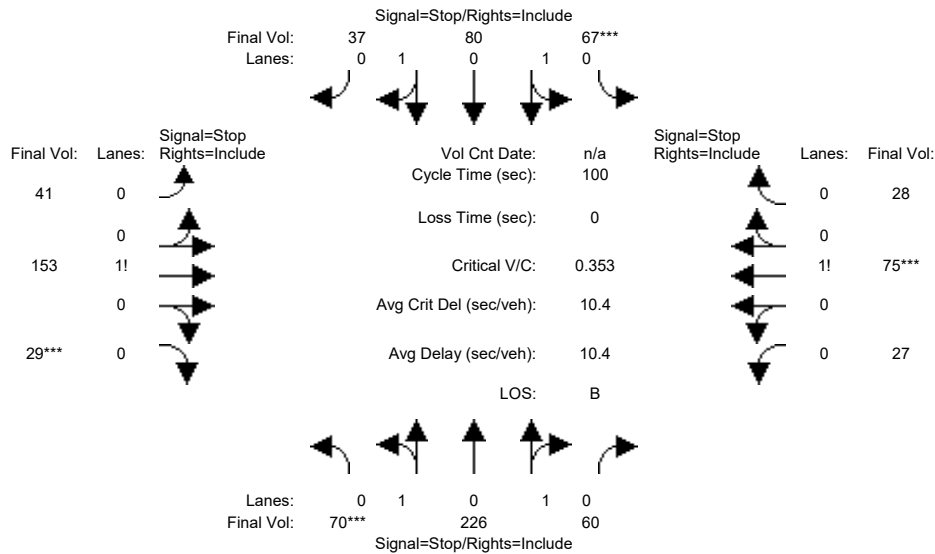 Signal=Stop/Rights=Include
Final Vol: 37 80 67***
Lanes: 0 1 0 1 0
Signal=Stop
Final Vol: Lanes: Rights=Include
Vol Cnt Date: n/a
Signal=Stop
Rights=Include Lanes: Final Vol:
Cycle Time (sec): 100
41 0
0 28
Loss Time (sec): 0
0
0
153 1!
Critical V/C: 0.353
1! 75***
0
Avg Crit Del (sec/veh): 10.4
0
29*** 0
Avg Delay (sec/veh): 10.4
0 27
LOS: B
Lanes: 0 1 0 1 0
Final Vol: 70*** 226 60
Signal=Stop/Rights=Include